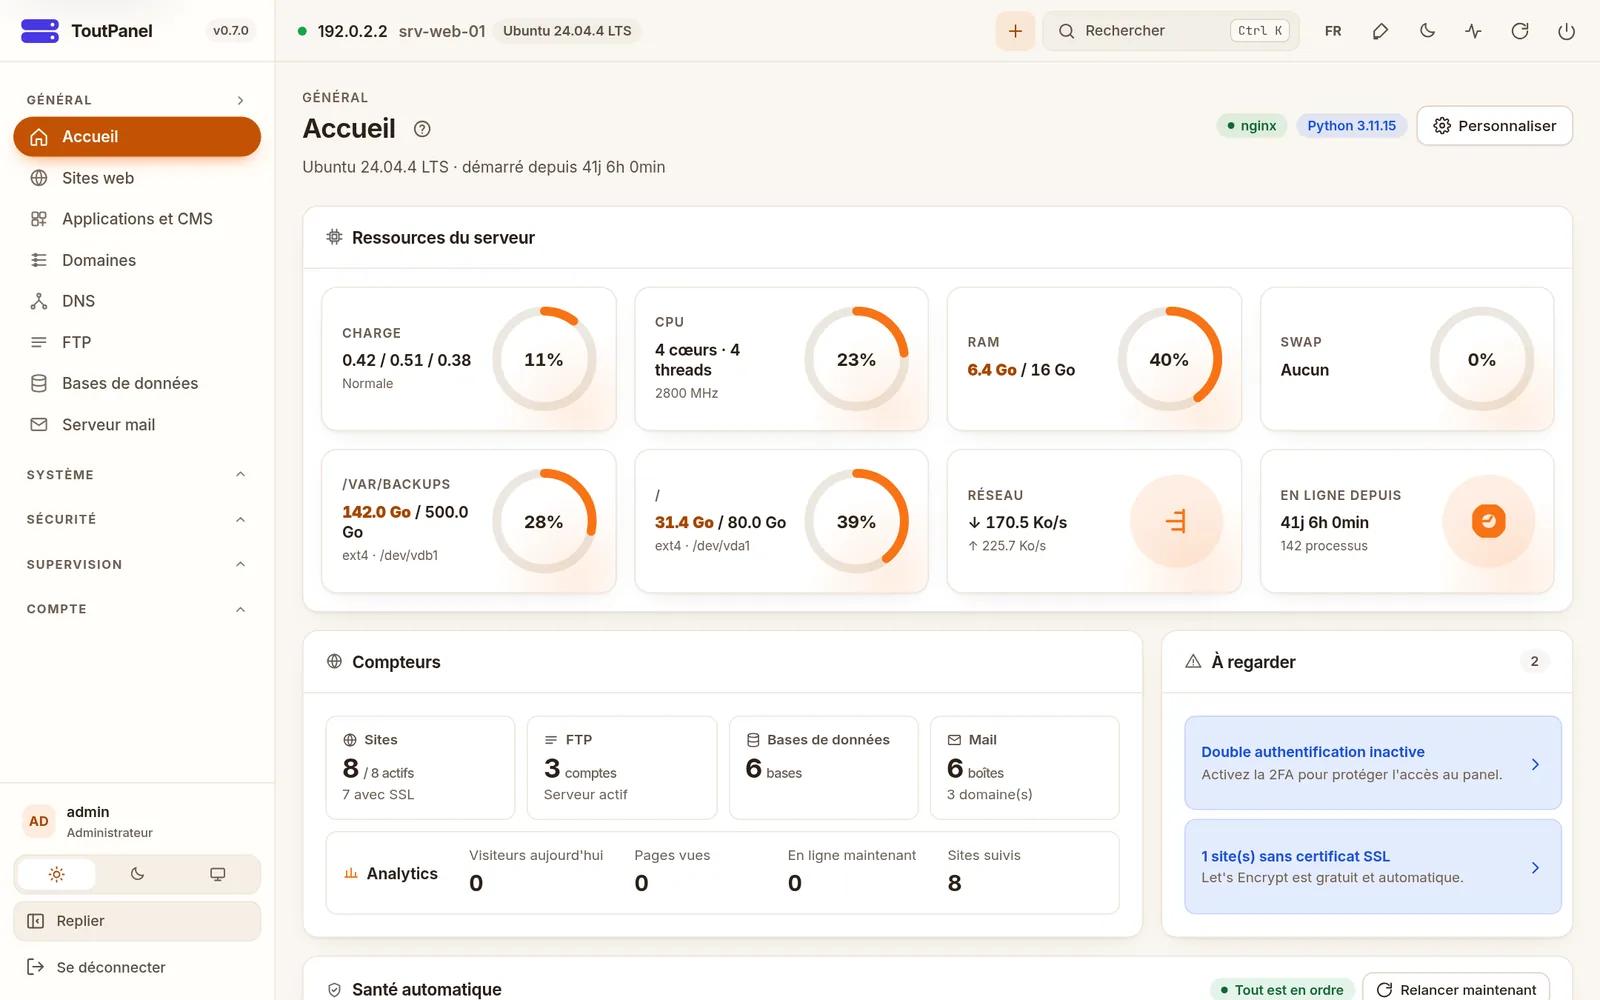 ToutPanel
v0.7.0
192.0.2.2 srv-web-01 Ubuntu 24.04.4 LTS
Rechercher Ctrl K
FR
GÉNÉRAL
Accueil
Sites web
Applications et CMS
Domaines
DNS
FTP
Bases de données
Serveur mail
SYSTÈME
SÉCURITÉ
SUPERVISION
COMPTE
AD
admin
Administrateur
Replier
Se déconnecter
GÉNÉRAL
Accueil
Ubuntu 24.04.4 LTS · démarré depuis 41j 6h 0min
nginx
Python 3.11.15
Personnaliser
Ressources du serveur
CHARGE
0.42 / 0.51 / 0.38
Normale
11%
CPU
4 cœurs · 4
threads
2800 MHz
23%
RAM
6.4 Go / 16 Go
40%
SWAP
Aucun
0%
/VAR/BACKUPS
142.0 Go / 500.0
Go
ext4 · /dev/vdb1
28%
/
31.4 Go / 80.0 Go
ext4 · /dev/vda1
39%
RÉSEAU
↓ 170.5 Ko/s
↑ 225.7 Ko/s
EN LIGNE DEPUIS
41j 6h 0min
142 processus
Compteurs
Sites
8 / 8 actifs
7 avec SSL
FTP
3 comptes
Serveur actif
Bases de données
6 bases
Mail
6 boîtes
3 domaine(s)
Analytics
Visiteurs aujourd'hui
0
Pages vues
0
En ligne maintenant
0
Sites suivis
8
À regarder
2
Double authentification inactive
Activez la 2FA pour protéger l'accès au panel.
1 site(s) sans certificat SSL
Let's Encrypt est gratuit et automatique.
Santé automatique
Tout est en ordre
Relancer maintenant